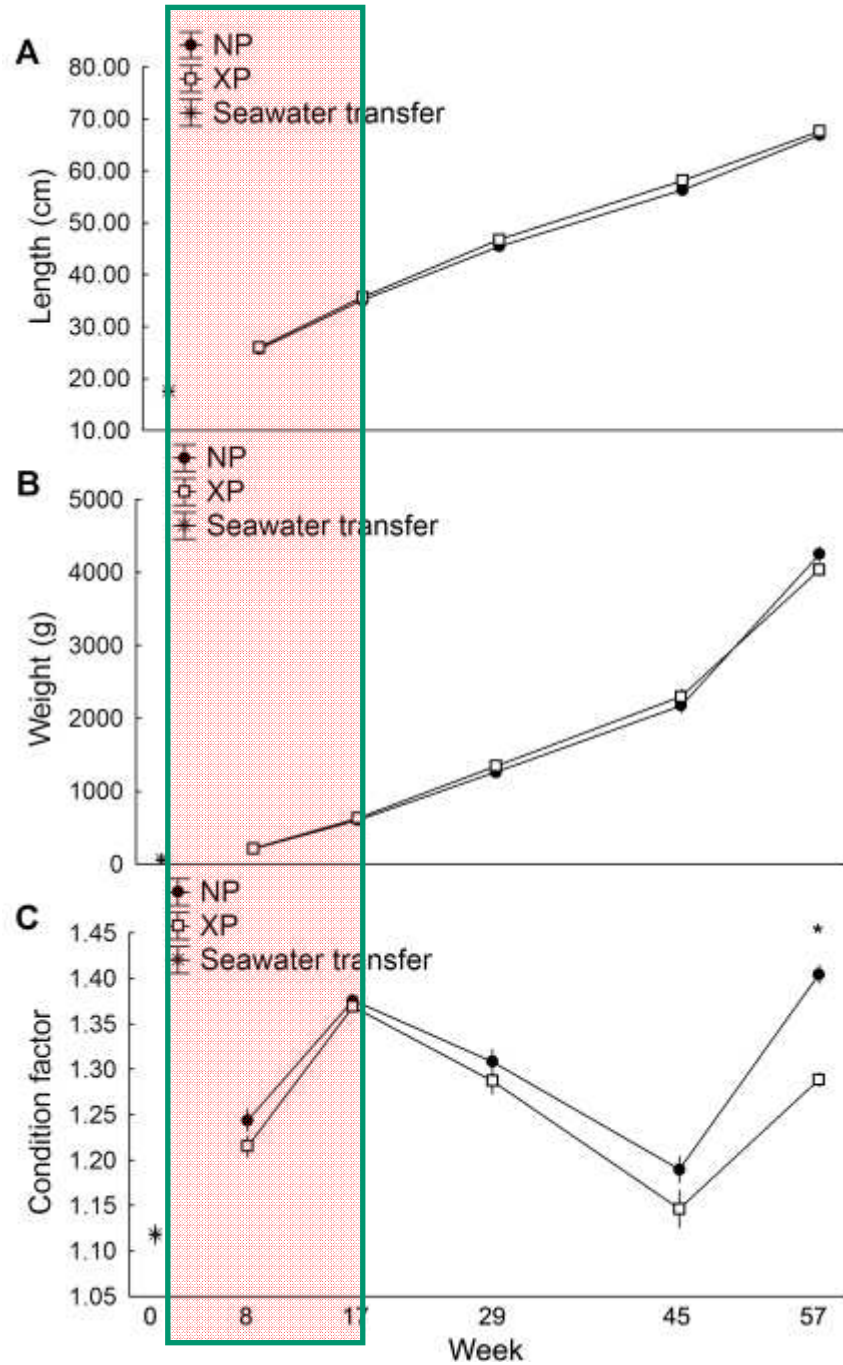 A
NP
XP
Seawater transfer
80.00
70.00
60.00
50.00
40.00
30.00
20.00
10.00
Length (cm)
B
NP
XP
Seawater transfer
5000
4000
3000
2000
1000
0
Weight (g)
C
NP
XP
Seawater transfer
*
1.45
1.40
1.35
1.30
1.25
1.20
1.15
1.10
1.05
Condition factor
0 8 17 29 45 57
Week